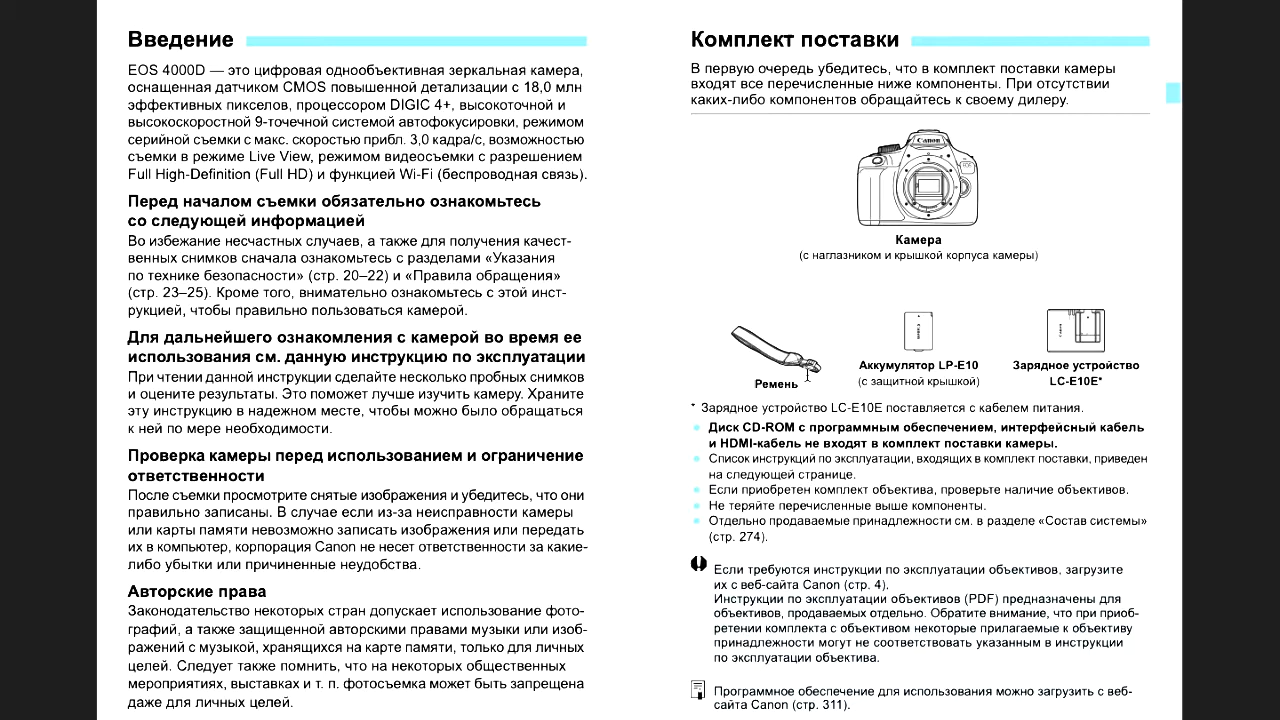 Введение
EOS 4000D — это цифровая однообъективная зеркальная камера,
оснащенная датчиком CMOS повышенной детализации с 18,0 млн
эффективных пикселов, процессором DIGIC 4+, высокоточной и
высокоскоростной 9-точечной системой автофокусировки, режимом
серийной съемки с макс. скоростью прибл. 3,0 кадра/с, возможностью
съемки в режиме Live View, режимом видеосъемки с разрешением
Full High-Definition (Full HD) и функцией Wi-Fi (беспроводная связь).
Перед началом съемки обязательно ознакомьтесь
со следующей информацией
Во избежание несчастных случаев, а также для получения качест-
венных снимков сначала ознакомьтесь с разделами «Указания
по технике безопасности» (стр. 20–22) и «Правила обращения»
(стр. 23–25). Кроме того, внимательно ознакомьтесь с этой инст-
рукцией, чтобы правильно пользоваться камерой.
Для дальнейшего ознакомления с камерой во время ее
использования см. данную инструкцию по эксплуатации
При чтении данной инструкции сделайте несколько пробных снимков
и оцените результаты. Это поможет лучше изучить камеру. Храните
эту инструкцию в надежном месте, чтобы можно было обращаться
к ней по мере необходимости.
Проверка камеры перед использованием и ограничение
ответственности
После съемки просмотрите снятые изображения и убедитесь, что они
правильно записаны. В случае если из-за неисправности камеры
или карты памяти невозможно записать изображения или передать
их в компьютер, корпорация Canon не несет ответственности за какие-
либо убытки или причиненные неудобства.
Авторские права
Законодательство некоторых стран допускает использование фото-
графий, а также защищенной авторскими правами музыки или изоб-
ражений с музыкой, хранящихся на карте памяти, только для личных
целей. Следует также помнить, что на некоторых общественных
мероприятиях, выставках и т. п. фотосъемка может быть запрещена
даже для личных целей.
Комплект поставки
В первую очередь убедитесь, что в комплект поставки камеры
входят все перечисленные ниже компоненты. При отсутствии
каких-либо компонентов обращайтесь к своему дилеру.
Canon
Камера
(с наглазником и крышкой корпуса камеры)
Ремень
Аккумулятор LP-E10
(с защитной крышкой)
Зарядное устройство
LC-E10E*
* Зарядное устройство LC-E10E поставляется с кабелем питания.
● Диск CD-ROM с программным обеспечением, интерфейсный кабель
и HDMI-кабель не входят в комплект поставки камеры.
● Список инструкций по эксплуатации, входящих в комплект поставки, приведен
на следующей странице.
● Если приобретен комплект объектива, проверьте наличие объективов.
● Не теряйте перечисленные выше компоненты.
● Отдельно продаваемые принадлежности см. в разделе «Состав системы»
(стр. 274).
Если требуются инструкции по эксплуатации объективов, загрузите
их с веб-сайта Canon (стр. 4).
Инструкции по эксплуатации объективов (PDF) предназначены для
объективов, продаваемых отдельно. Обратите внимание, что при приоб-
ретении комплекта с объективом некоторые прилагаемые к объективу
принадлежности могут не соответствовать указанным в инструкции
по эксплуатации объектива.
Программное обеспечение для использования можно загрузить с веб-
сайта Canon (стр. 311).